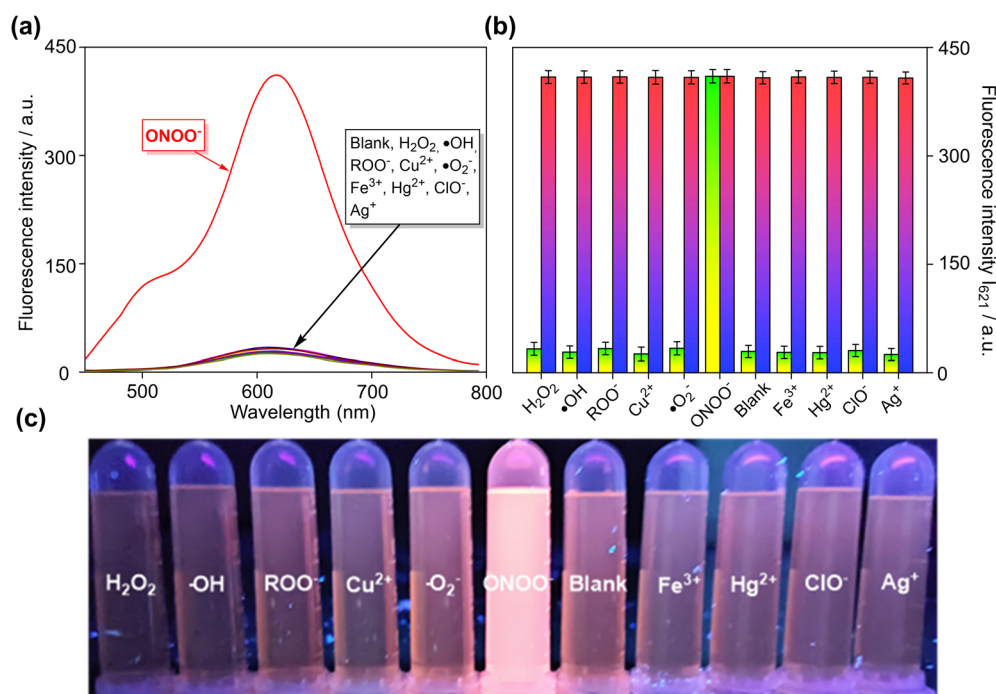 (a)
450
300
150
0
Fluorescence intensity / a.u.
ONOO⁻
Blank, H₂O₂, •OH,
ROO⁻, Cu²⁺, •O₂⁻,
Fe³⁺, Hg²⁺, ClO⁻,
Ag⁺
500 600 700 800
Wavelength (nm)
(b)
450
300
150
0
Fluorescence intensity I₆₂₁ / a.u.
H₂O₂ •OH ROO⁻ Cu²⁺ •O₂⁻ ONOO⁻ Blank Fe³⁺ Hg²⁺ ClO⁻ Ag⁺
(c)
H₂O₂ ·OH ROO⁻ Cu²⁺ ·O₂⁻ ONOO⁻ Blank Fe³⁺ Hg²⁺ ClO⁻ Ag⁺